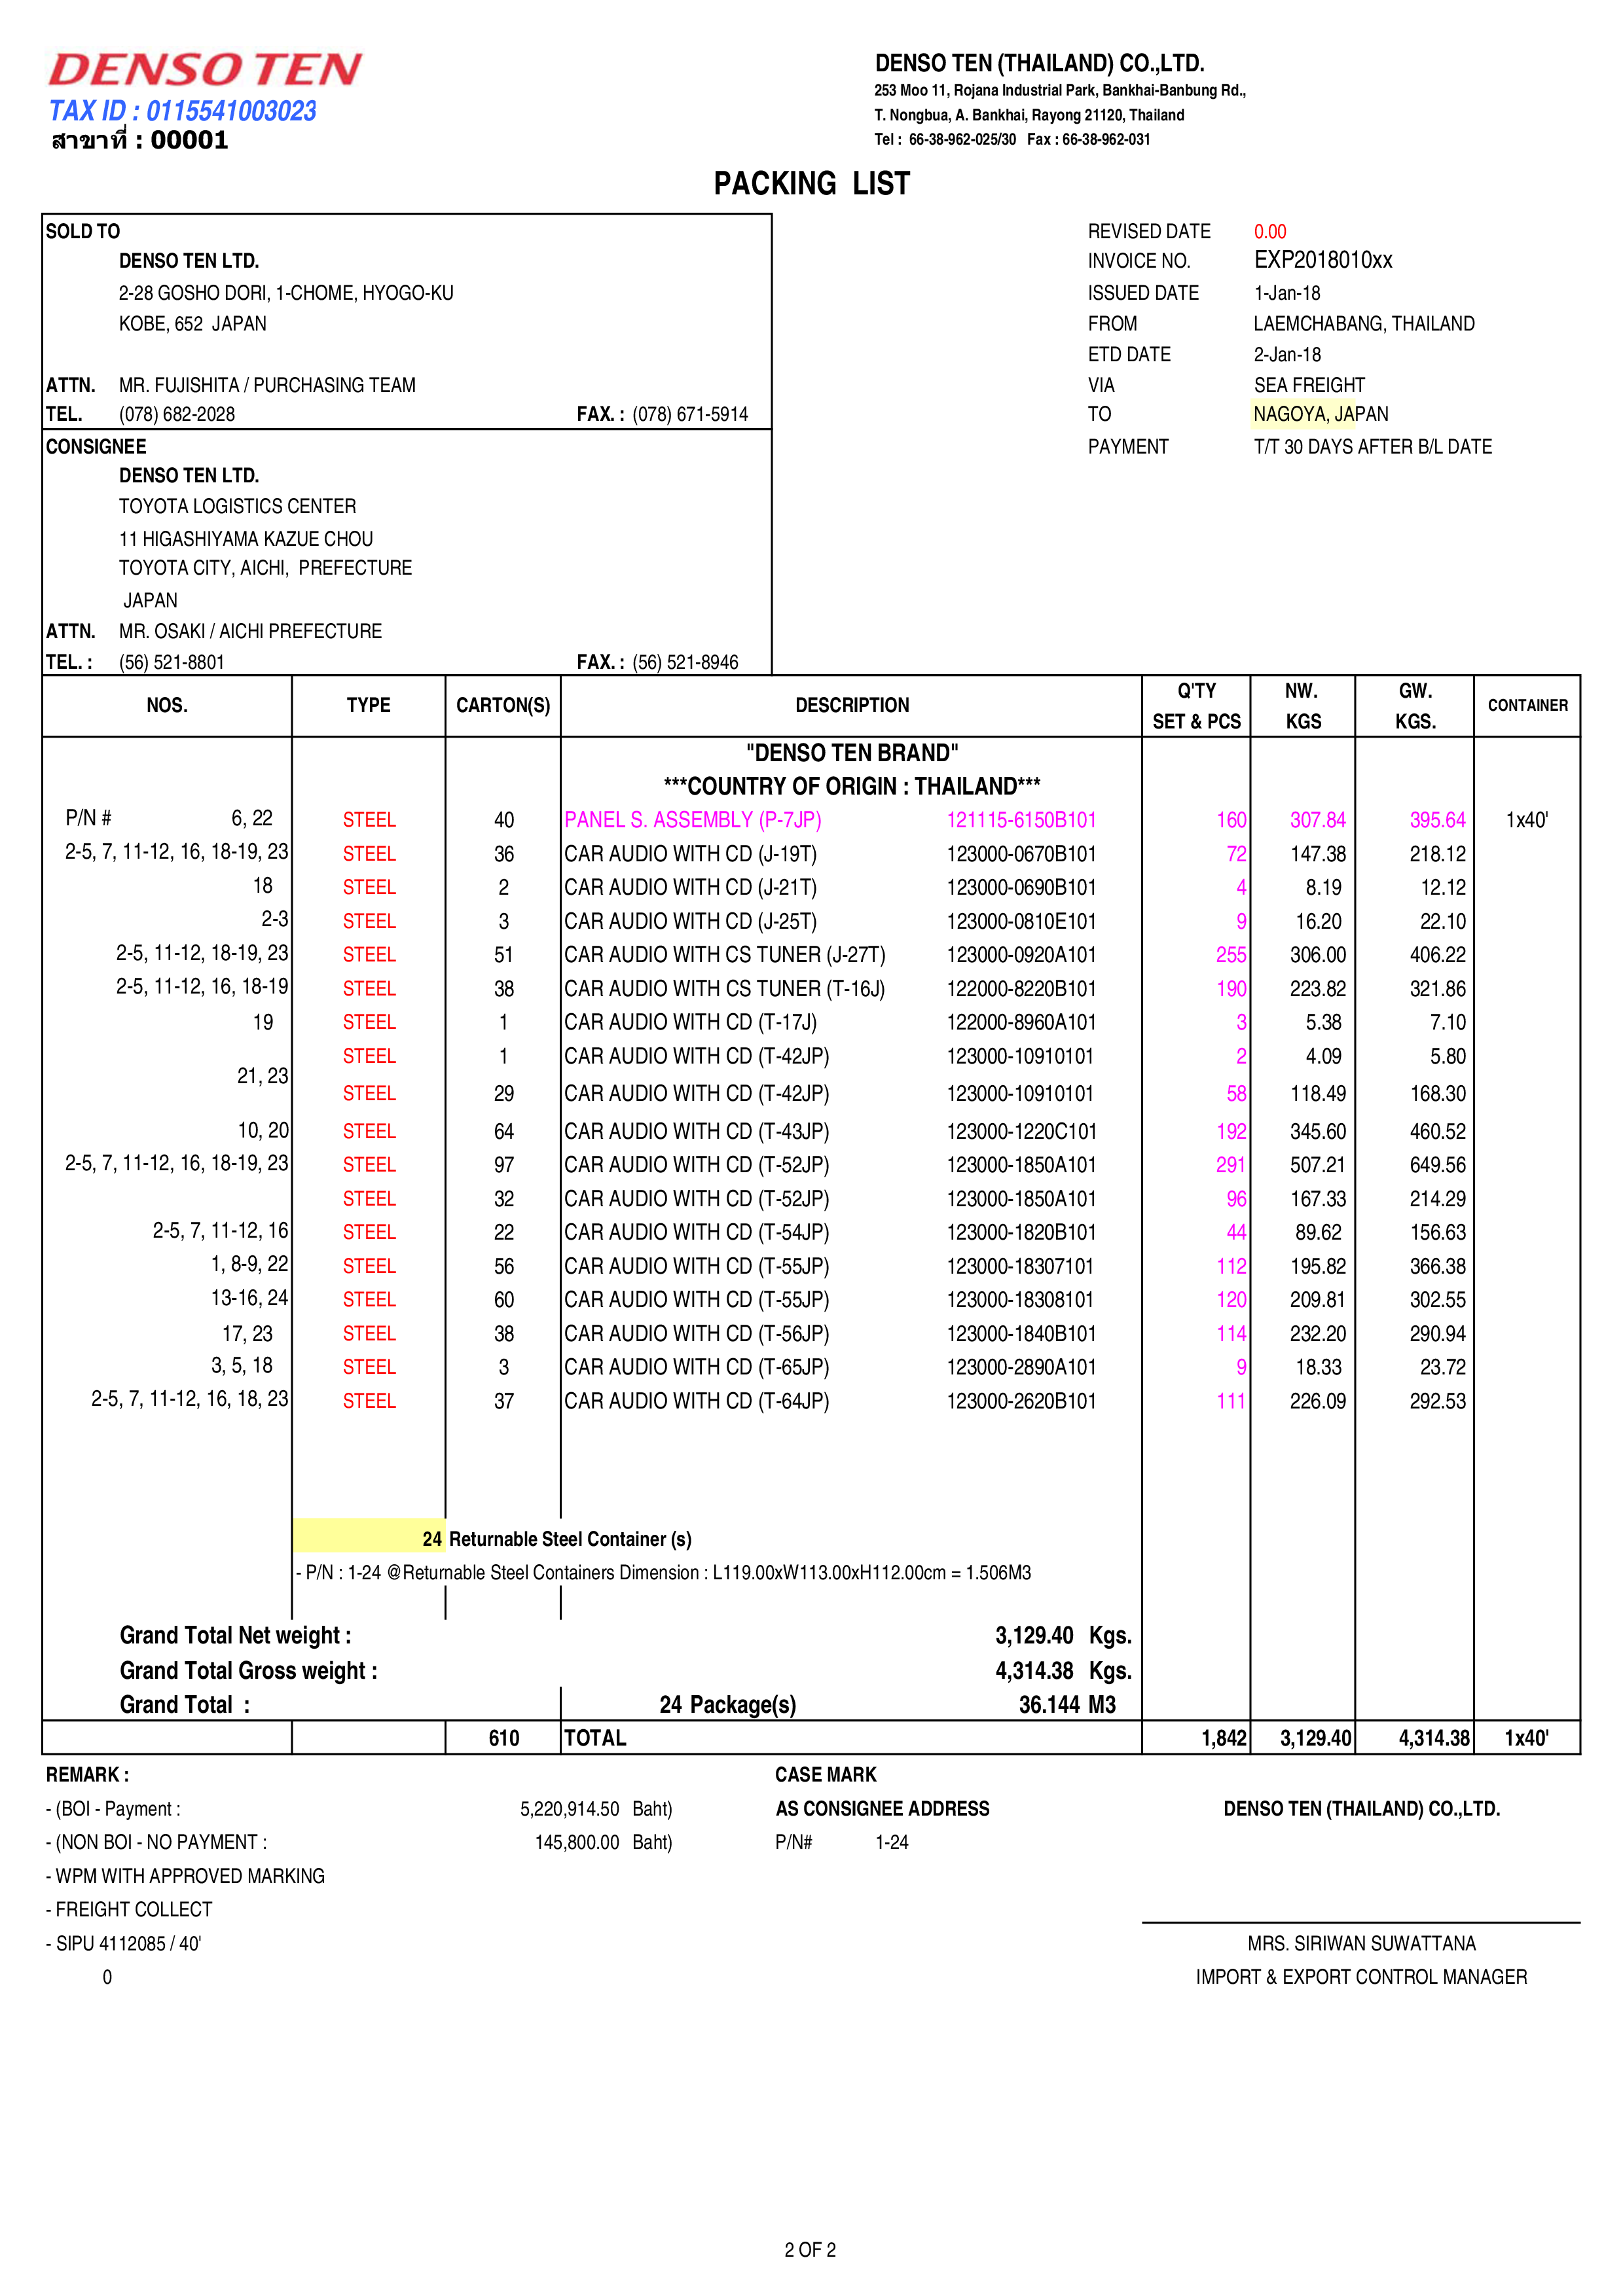 DENSO TEN
TAX ID : 0115541003023
สาขาที่ : 00001
DENSO TEN (THAILAND) CO.,LTD.
253 Moo 11, Rojana Industrial Park, Bankhai-Banbung Rd.,
T. Nongbua, A. Bankhai, Rayong 21120, Thailand
Tel : 66-38-962-025/30 Fax : 66-38-962-031
PACKING LIST
SOLD TO
DENSO TEN LTD.
2-28 GOSHO DORI, 1-CHOME, HYOGO-KU
KOBE, 652 JAPAN
ATTN. MR. FUJISHITA / PURCHASING TEAM
TEL. (078) 682-2028 FAX. : (078) 671-5914
REVISED DATE 0.00
INVOICE NO. EXP2018010xx
ISSUED DATE 1-Jan-18
FROM LAEMCHABANG, THAILAND
ETD DATE 2-Jan-18
VIA SEA FREIGHT
TO NAGOYA, JAPAN
PAYMENT T/T 30 DAYS AFTER B/L DATE
CONSIGNEE
DENSO TEN LTD.
TOYOTA LOGISTICS CENTER
11 HIGASHIYAMA KAZUE CHOU
TOYOTA CITY, AICHI, PREFECTURE
JAPAN
ATTN. MR. OSAKI / AICHI PREFECTURE
TEL. : (56) 521-8801 FAX. : (56) 521-8946
NOS. TYPE CARTON(S) DESCRIPTION Q'TY SET & PCS NW. KGS GW. KGS. CONTAINER
"DENSO TEN BRAND"
***COUNTRY OF ORIGIN : THAILAND***
P/N # 6, 22 STEEL 40 PANEL S. ASSEMBLY (P-7JP) 121115-6150B101 160 307.84 395.64 1x40'
2-5, 7, 11-12, 16, 18-19, 23 STEEL 36 CAR AUDIO WITH CD (J-19T) 123000-0670B101 72 147.38 218.12
18 STEEL 2 CAR AUDIO WITH CD (J-21T) 123000-0690B101 4 8.19 12.12
2-3 STEEL 3 CAR AUDIO WITH CD (J-25T) 123000-0810E101 9 16.20 22.10
2-5, 11-12, 18-19, 23 STEEL 51 CAR AUDIO WITH CS TUNER (J-27T) 123000-0920A101 255 306.00 406.22
2-5, 11-12, 16, 18-19 STEEL 38 CAR AUDIO WITH CS TUNER (T-16J) 122000-8220B101 190 223.82 321.86
19 STEEL 1 CAR AUDIO WITH CD (T-17J) 122000-8960A101 3 5.38 7.10
STEEL 1 CAR AUDIO WITH CD (T-42JP) 123000-10910101 2 4.09 5.80
21, 23 STEEL 29 CAR AUDIO WITH CD (T-42JP) 123000-10910101 58 118.49 168.30
10, 20 STEEL 64 CAR AUDIO WITH CD (T-43JP) 123000-1220C101 192 345.60 460.52
2-5, 7, 11-12, 16, 18-19, 23 STEEL 97 CAR AUDIO WITH CD (T-52JP) 123000-1850A101 291 507.21 649.56
STEEL 32 CAR AUDIO WITH CD (T-52JP) 123000-1850A101 96 167.33 214.29
2-5, 7, 11-12, 16 STEEL 22 CAR AUDIO WITH CD (T-54JP) 123000-1820B101 44 89.62 156.63
1, 8-9, 22 STEEL 56 CAR AUDIO WITH CD (T-55JP) 123000-18307101 112 195.82 366.38
13-16, 24 STEEL 60 CAR AUDIO WITH CD (T-55JP) 123000-18308101 120 209.81 302.55
17, 23 STEEL 38 CAR AUDIO WITH CD (T-56JP) 123000-1840B101 114 232.20 290.94
3, 5, 18 STEEL 3 CAR AUDIO WITH CD (T-65JP) 123000-2890A101 9 18.33 23.72
2-5, 7, 11-12, 16, 18, 23 STEEL 37 CAR AUDIO WITH CD (T-64JP) 123000-2620B101 111 226.09 292.53
24 Returnable Steel Container (s)
- P/N : 1-24 @Returnable Steel Containers Dimension : L119.00xW113.00xH112.00cm = 1.506M3
Grand Total Net weight : 3,129.40 Kgs.
Grand Total Gross weight : 4,314.38 Kgs.
Grand Total : 24 Package(s) 36.144 M3
610 TOTAL 1,842 3,129.40 4,314.38 1x40'
REMARK :
- (BOI - Payment : 5,220,914.50 Baht)
- (NON BOI - NO PAYMENT : 145,800.00 Baht)
- WPM WITH APPROVED MARKING
- FREIGHT COLLECT
- SIPU 4112085 / 40'
0
CASE MARK
AS CONSIGNEE ADDRESS
P/N# 1-24
DENSO TEN (THAILAND) CO.,LTD.
MRS. SIRIWAN SUWATTANA
IMPORT & EXPORT CONTROL MANAGER
2 OF 2